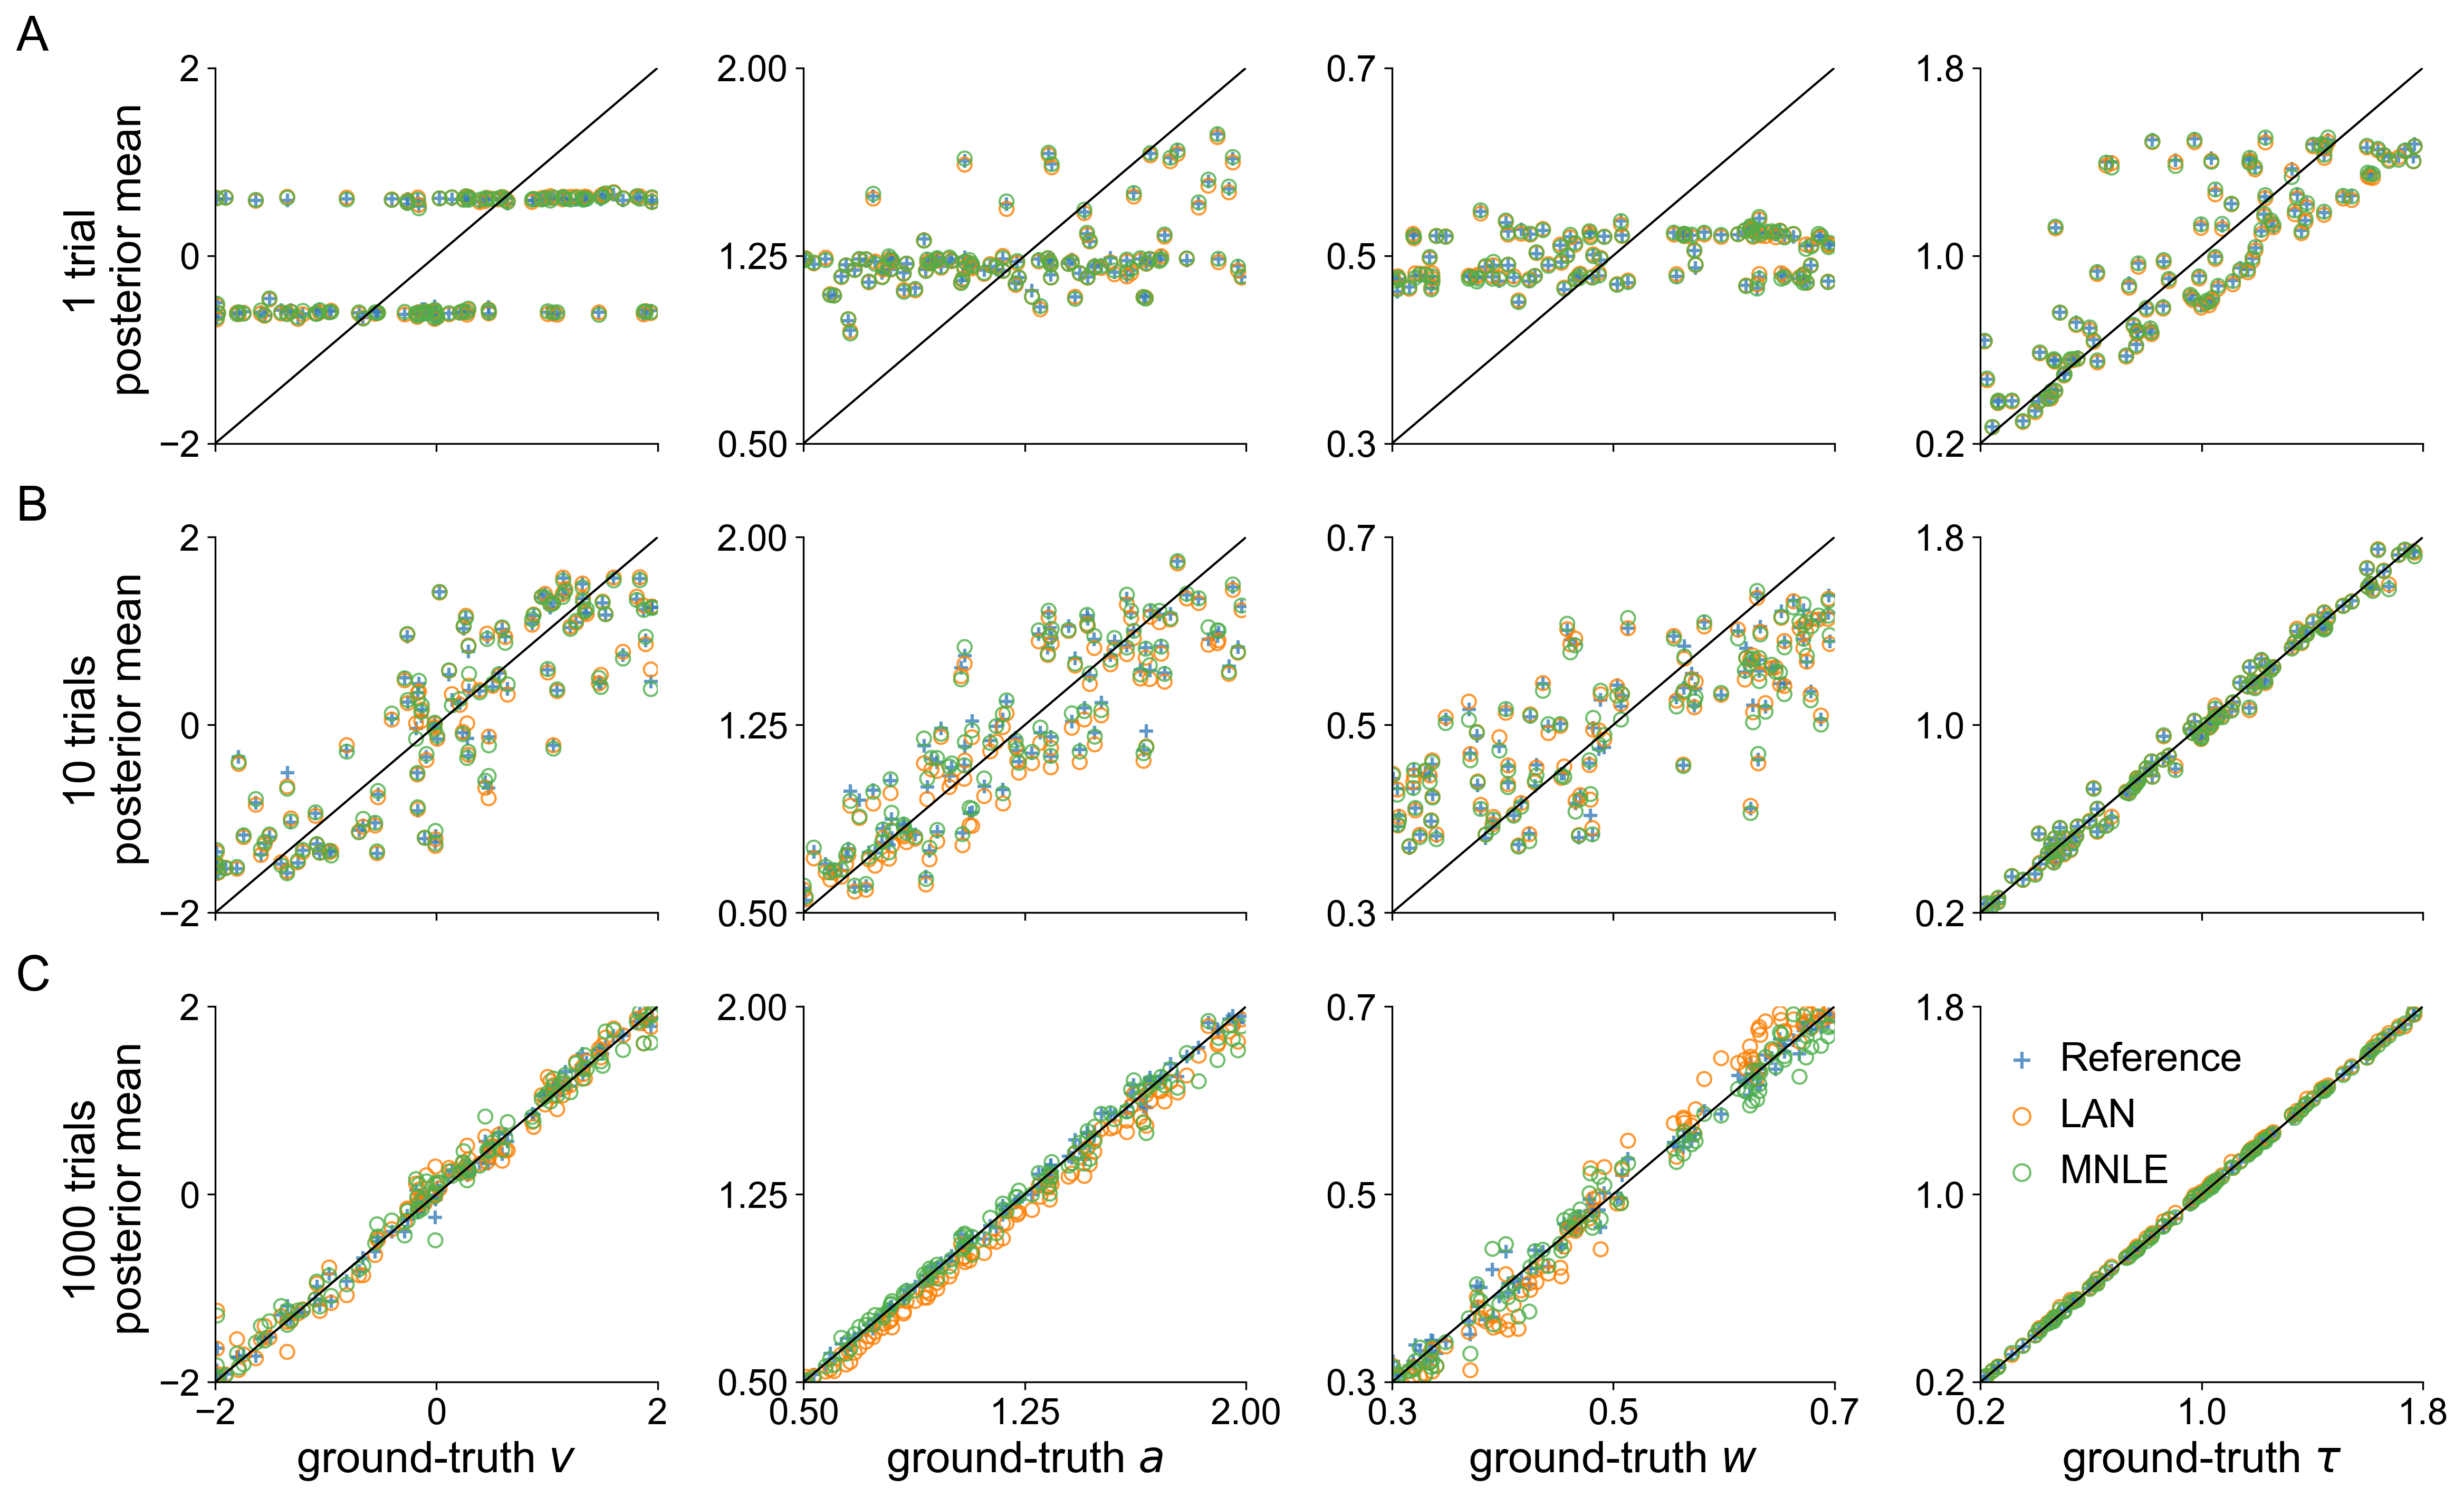 A
1 trial
posterior mean
2
0
−2
2.00
1.25
0.50
0.7
0.5
0.3
1.8
1.0
0.2
B
10 trials
posterior mean
2
0
−2
2.00
1.25
0.50
0.7
0.5
0.3
1.8
1.0
0.2
C
1000 trials
posterior mean
2
0
−2
−2 0 2
ground-truth v
2.00
1.25
0.50
0.50 1.25 2.00
ground-truth a
0.7
0.5
0.3
0.3 0.5 0.7
ground-truth w
1.8
1.0
0.2
0.2 1.0 1.8
ground-truth τ
Reference
LAN
MNLE